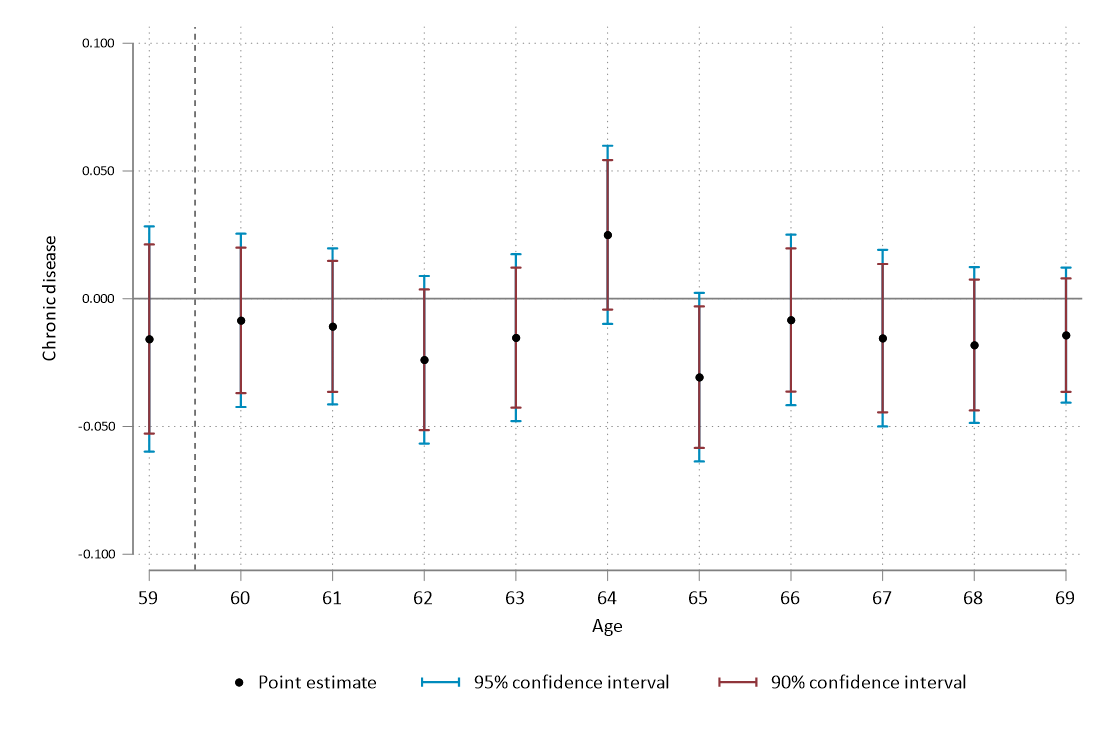 0.100
0.050
0.000
-0.050
-0.100
Chronic disease
59 60 61 62 63 64 65 66 67 68 69
Age
Point estimate 95% confidence interval 90% confidence interval